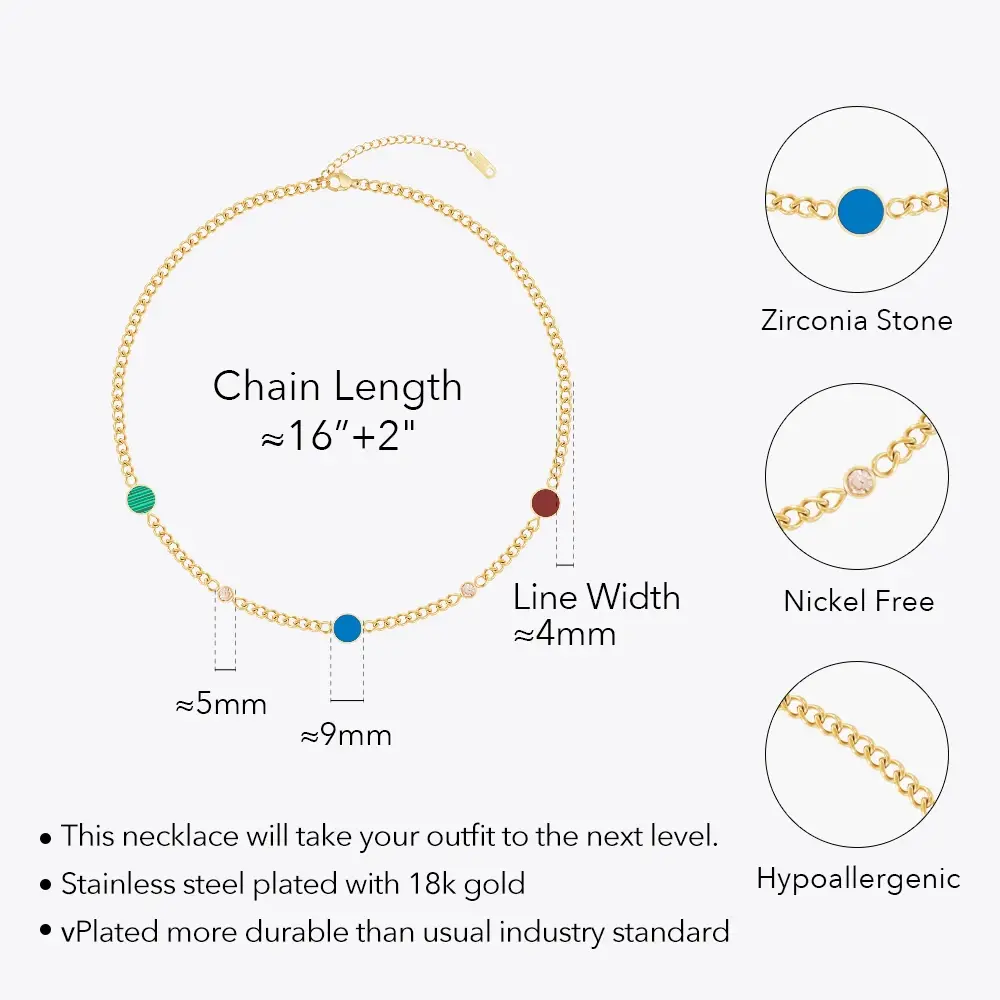 Chain Length
≈16”+2"
Line Width
≈4mm
≈5mm
≈9mm
Zirconia Stone
Nickel Free
Hypoallergenic
• This necklace will take your outfit to the next level.
• Stainless steel plated with 18k gold
• vPlated more durable than usual industry standard